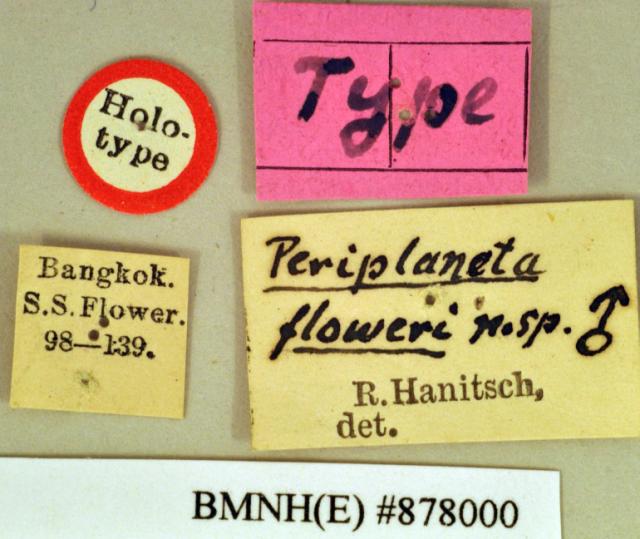 Holo-
type
Type
Bangkok.
S.S. Flower.
98—139.
Periplaneta
floweri n.sp. ♂
R. Hanitsch,
det.
BMNH(E) #878000